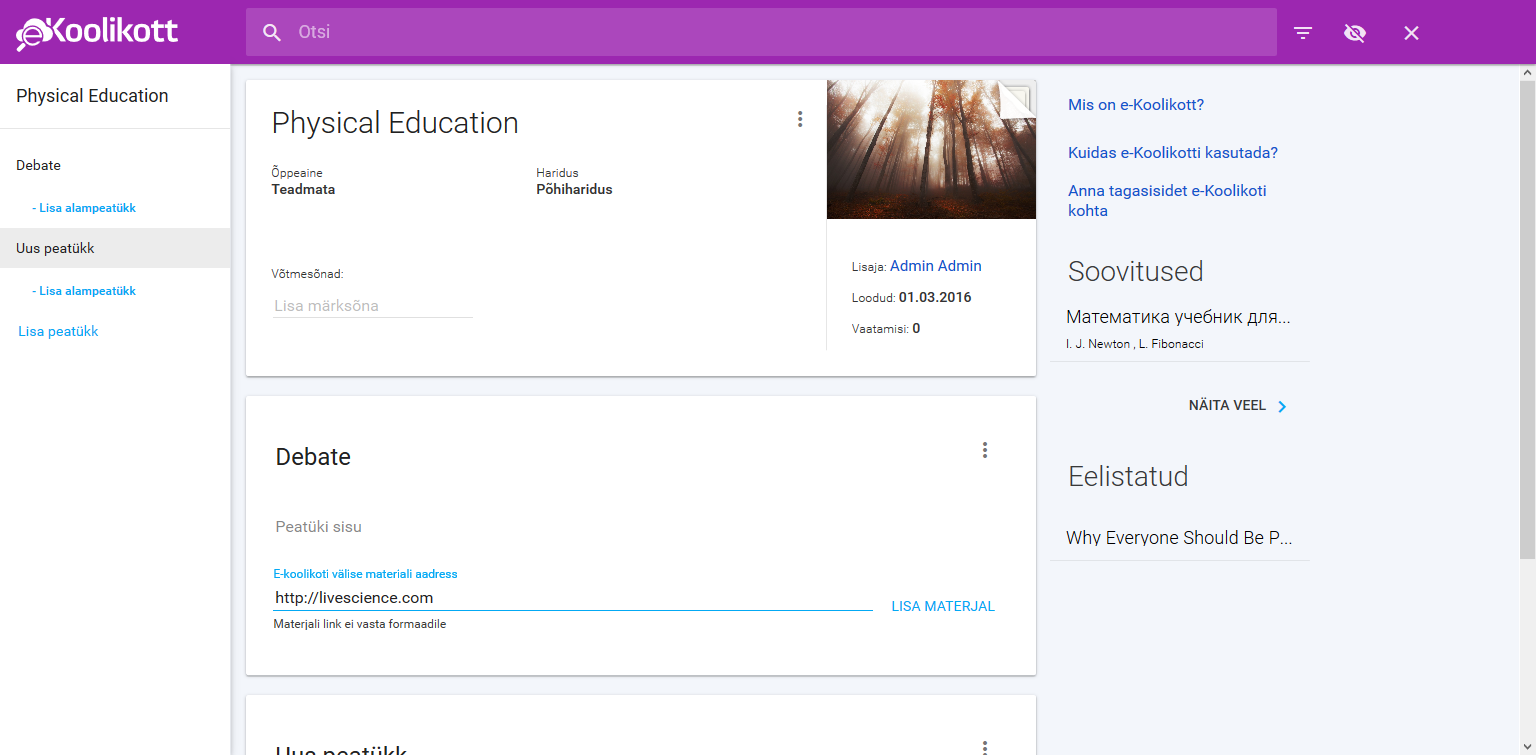 eKoolikott
Otsi
Physical Education
Debate
- Lisa alampeatükk
Uus peatükk
- Lisa alampeatükk
Lisa peatükk
Physical Education
Õppeaine
Teadmata
Haridus
Põhiharidus
Võtmesõnad:
Lisa märksõna
Lisaja: Admin Admin
Loodud: 01.03.2016
Vaatamisi: 0
Debate
Peatüki sisu
E-koolikoti välise materiali aadress
http://livescience.com
LISA MATERJAL
Materjali link ei vasta formaadile
Uus peatükk
Mis on e-Koolikott?
Kuidas e-Koolikotti kasutada?
Anna tagasisidet e-Koolikoti
kohta
Soovitused
Математика учебник для...
I. J. Newton , L. Fibonacci
NÄITA VEEL
Eelistatud
Why Everyone Should Be P...